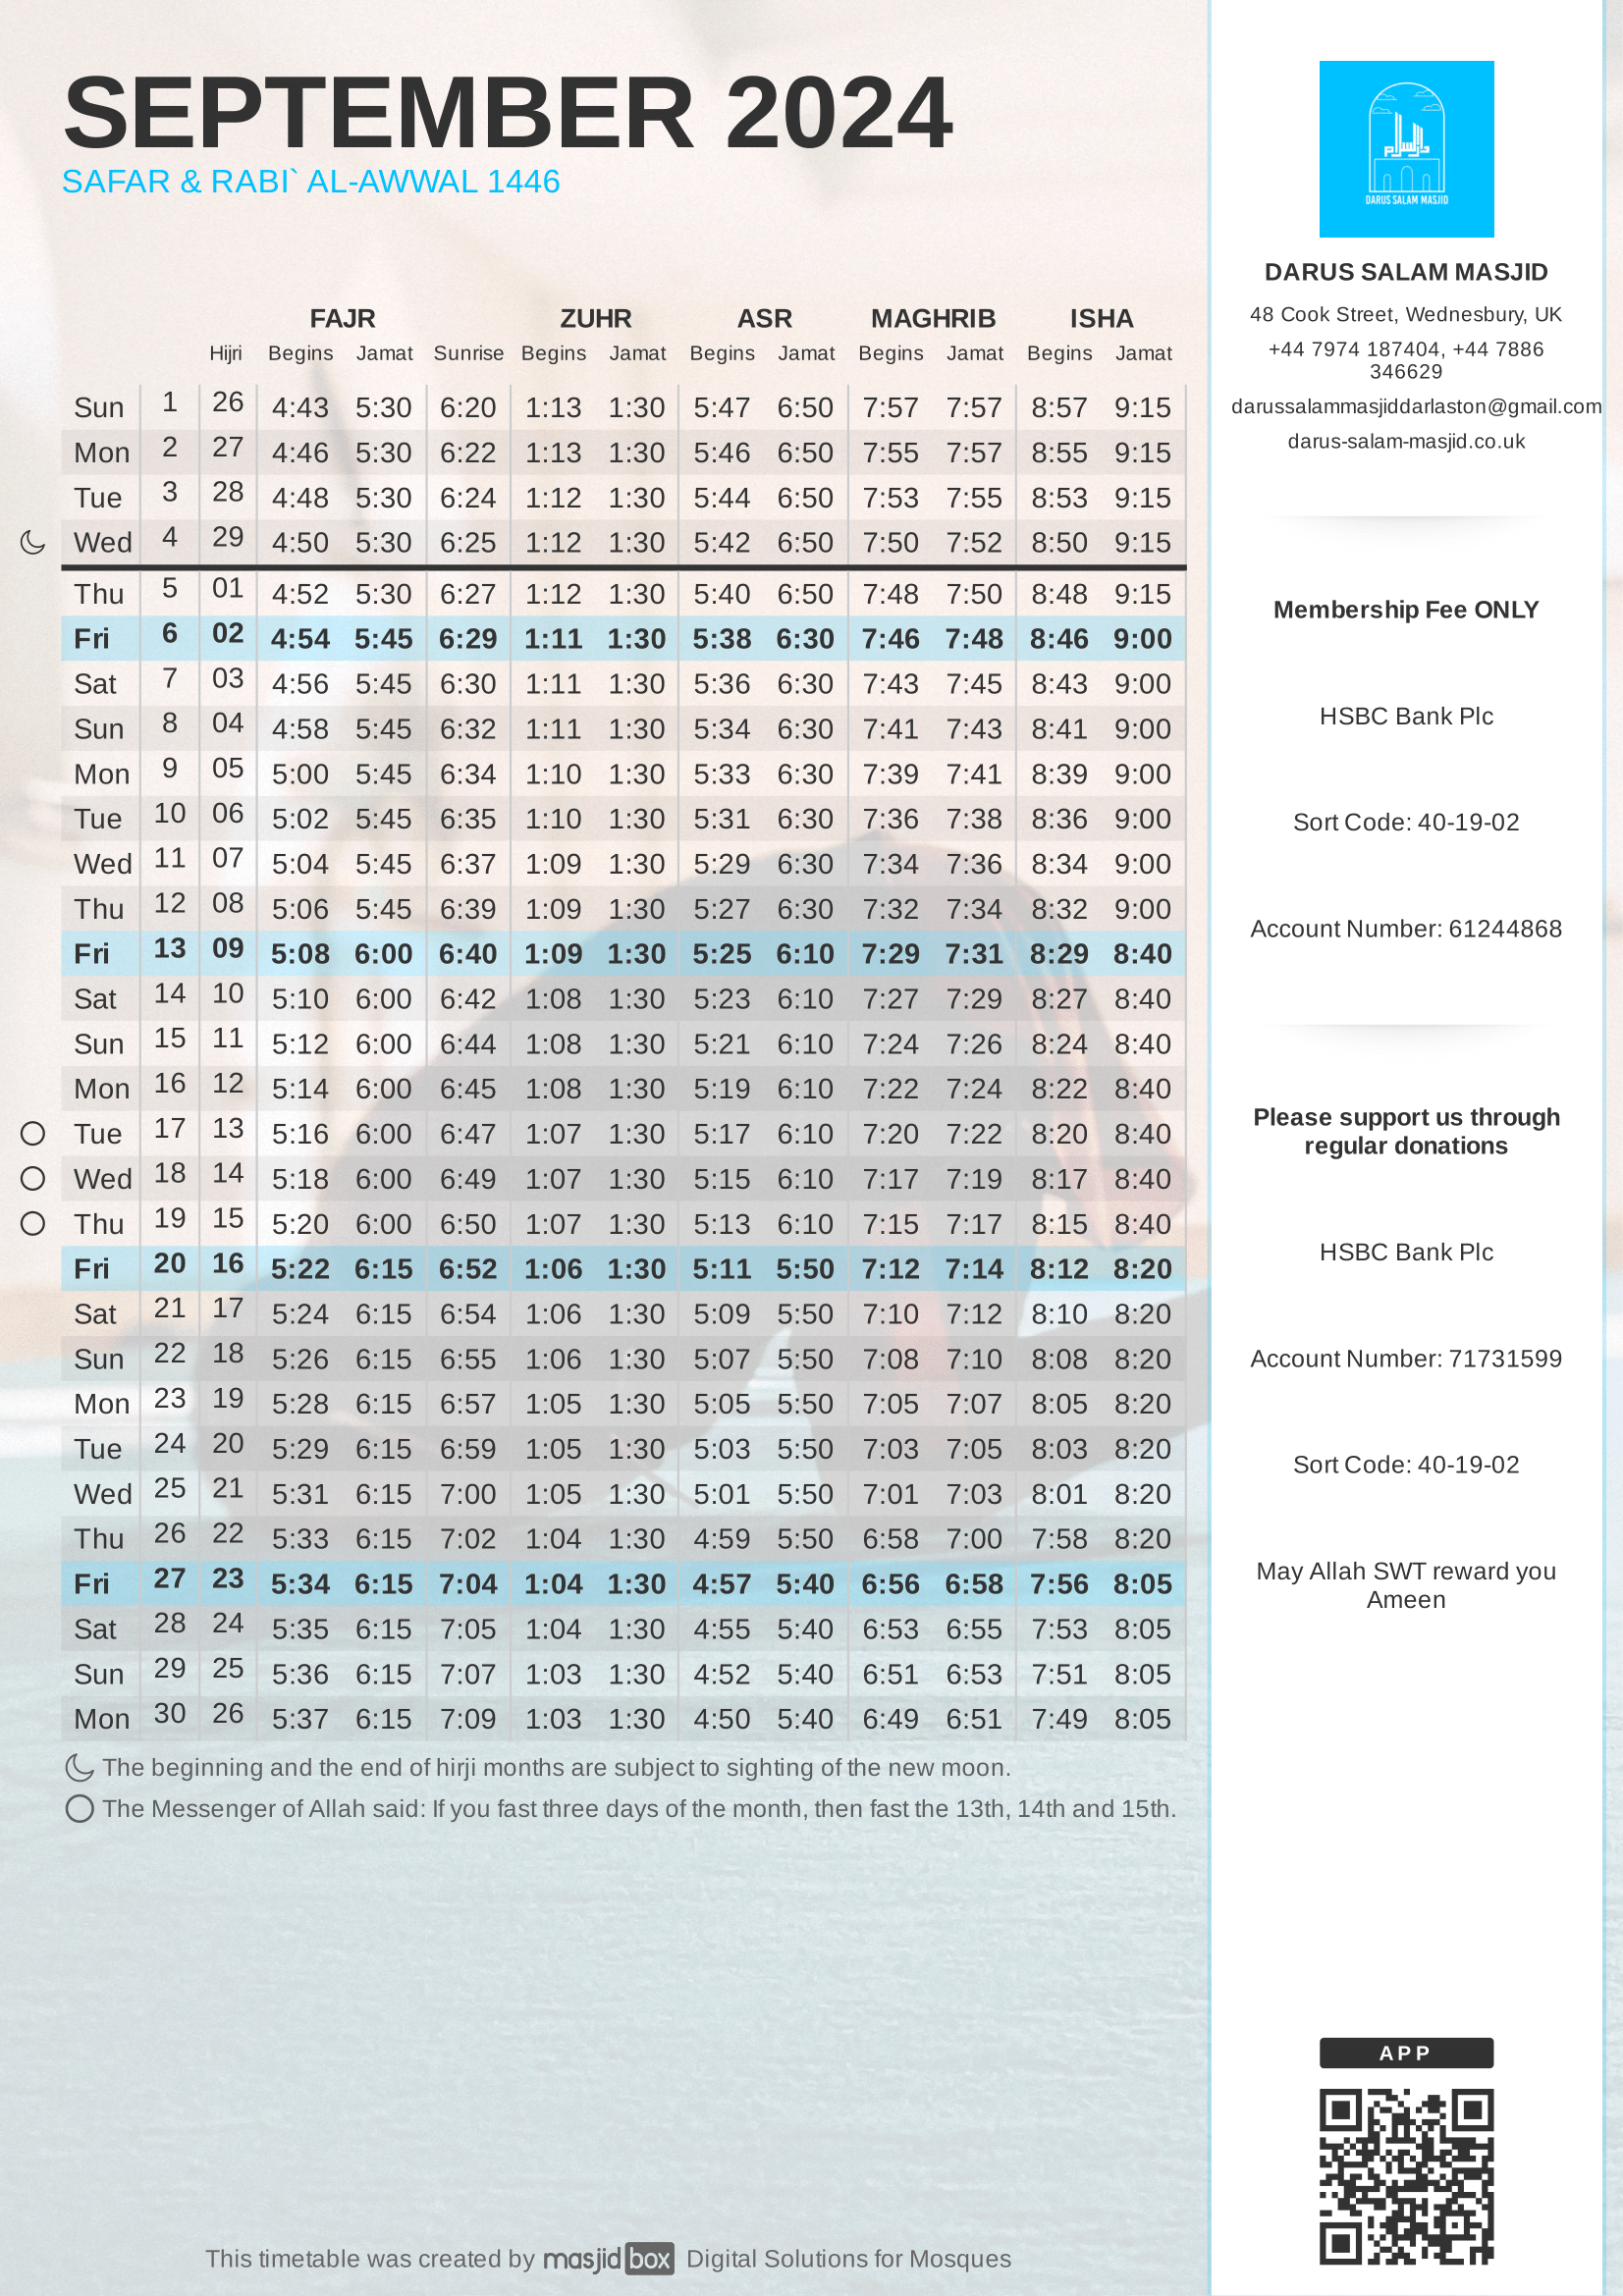 SEPTEMBER 2024
SAFAR & RABI` AL-AWWAL 1446
FAJR ZUHR ASR MAGHRIB ISHA
Hijri Begins Jamat Sunrise Begins Jamat Begins Jamat Begins Jamat Begins Jamat
Sun 1 26 4:43 5:30 6:20 1:13 1:30 5:47 6:50 7:57 7:57 8:57 9:15
Mon 2 27 4:46 5:30 6:22 1:13 1:30 5:46 6:50 7:55 7:57 8:55 9:15
Tue 3 28 4:48 5:30 6:24 1:12 1:30 5:44 6:50 7:53 7:55 8:53 9:15
Wed 4 29 4:50 5:30 6:25 1:12 1:30 5:42 6:50 7:50 7:52 8:50 9:15
Thu 5 01 4:52 5:30 6:27 1:12 1:30 5:40 6:50 7:48 7:50 8:48 9:15
Fri 6 02 4:54 5:45 6:29 1:11 1:30 5:38 6:30 7:46 7:48 8:46 9:00
Sat 7 03 4:56 5:45 6:30 1:11 1:30 5:36 6:30 7:43 7:45 8:43 9:00
Sun 8 04 4:58 5:45 6:32 1:11 1:30 5:34 6:30 7:41 7:43 8:41 9:00
Mon 9 05 5:00 5:45 6:34 1:10 1:30 5:33 6:30 7:39 7:41 8:39 9:00
Tue 10 06 5:02 5:45 6:35 1:10 1:30 5:31 6:30 7:36 7:38 8:36 9:00
Wed 11 07 5:04 5:45 6:37 1:09 1:30 5:29 6:30 7:34 7:36 8:34 9:00
Thu 12 08 5:06 5:45 6:39 1:09 1:30 5:27 6:30 7:32 7:34 8:32 9:00
Fri 13 09 5:08 6:00 6:40 1:09 1:30 5:25 6:10 7:29 7:31 8:29 8:40
Sat 14 10 5:10 6:00 6:42 1:08 1:30 5:23 6:10 7:27 7:29 8:27 8:40
Sun 15 11 5:12 6:00 6:44 1:08 1:30 5:21 6:10 7:24 7:26 8:24 8:40
Mon 16 12 5:14 6:00 6:45 1:08 1:30 5:19 6:10 7:22 7:24 8:22 8:40
Tue 17 13 5:16 6:00 6:47 1:07 1:30 5:17 6:10 7:20 7:22 8:20 8:40
Wed 18 14 5:18 6:00 6:49 1:07 1:30 5:15 6:10 7:17 7:19 8:17 8:40
Thu 19 15 5:20 6:00 6:50 1:07 1:30 5:13 6:10 7:15 7:17 8:15 8:40
Fri 20 16 5:22 6:15 6:52 1:06 1:30 5:11 5:50 7:12 7:14 8:12 8:20
Sat 21 17 5:24 6:15 6:54 1:06 1:30 5:09 5:50 7:10 7:12 8:10 8:20
Sun 22 18 5:26 6:15 6:55 1:06 1:30 5:07 5:50 7:08 7:10 8:08 8:20
Mon 23 19 5:28 6:15 6:57 1:05 1:30 5:05 5:50 7:05 7:07 8:05 8:20
Tue 24 20 5:29 6:15 6:59 1:05 1:30 5:03 5:50 7:03 7:05 8:03 8:20
Wed 25 21 5:31 6:15 7:00 1:05 1:30 5:01 5:50 7:01 7:03 8:01 8:20
Thu 26 22 5:33 6:15 7:02 1:04 1:30 4:59 5:50 6:58 7:00 7:58 8:20
Fri 27 23 5:34 6:15 7:04 1:04 1:30 4:57 5:40 6:56 6:58 7:56 8:05
Sat 28 24 5:35 6:15 7:05 1:04 1:30 4:55 5:40 6:53 6:55 7:53 8:05
Sun 29 25 5:36 6:15 7:07 1:03 1:30 4:52 5:40 6:51 6:53 7:51 8:05
Mon 30 26 5:37 6:15 7:09 1:03 1:30 4:50 5:40 6:49 6:51 7:49 8:05
The beginning and the end of hirji months are subject to sighting of the new moon.
The Messenger of Allah said: If you fast three days of the month, then fast the 13th, 14th and 15th.
This timetable was created by masjidbox Digital Solutions for Mosques
دار السلام
DARUS SALAM MASJID
DARUS SALAM MASJID
48 Cook Street, Wednesbury, UK
+44 7974 187404, +44 7886
346629
darussalammasjiddarlaston@gmail.com
darus-salam-masjid.co.uk
Membership Fee ONLY
HSBC Bank Plc
Sort Code: 40-19-02
Account Number: 61244868
Please support us through
regular donations
HSBC Bank Plc
Account Number: 71731599
Sort Code: 40-19-02
May Allah SWT reward you
Ameen
APP